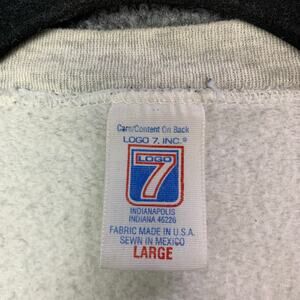 Care/Content On Back
LOGO 7, INC.®
LOGO
7
INDIANAPOLIS
INDIANA 46226
FABRIC MADE IN U.S.A.
SEWN IN MEXICO
LARGE